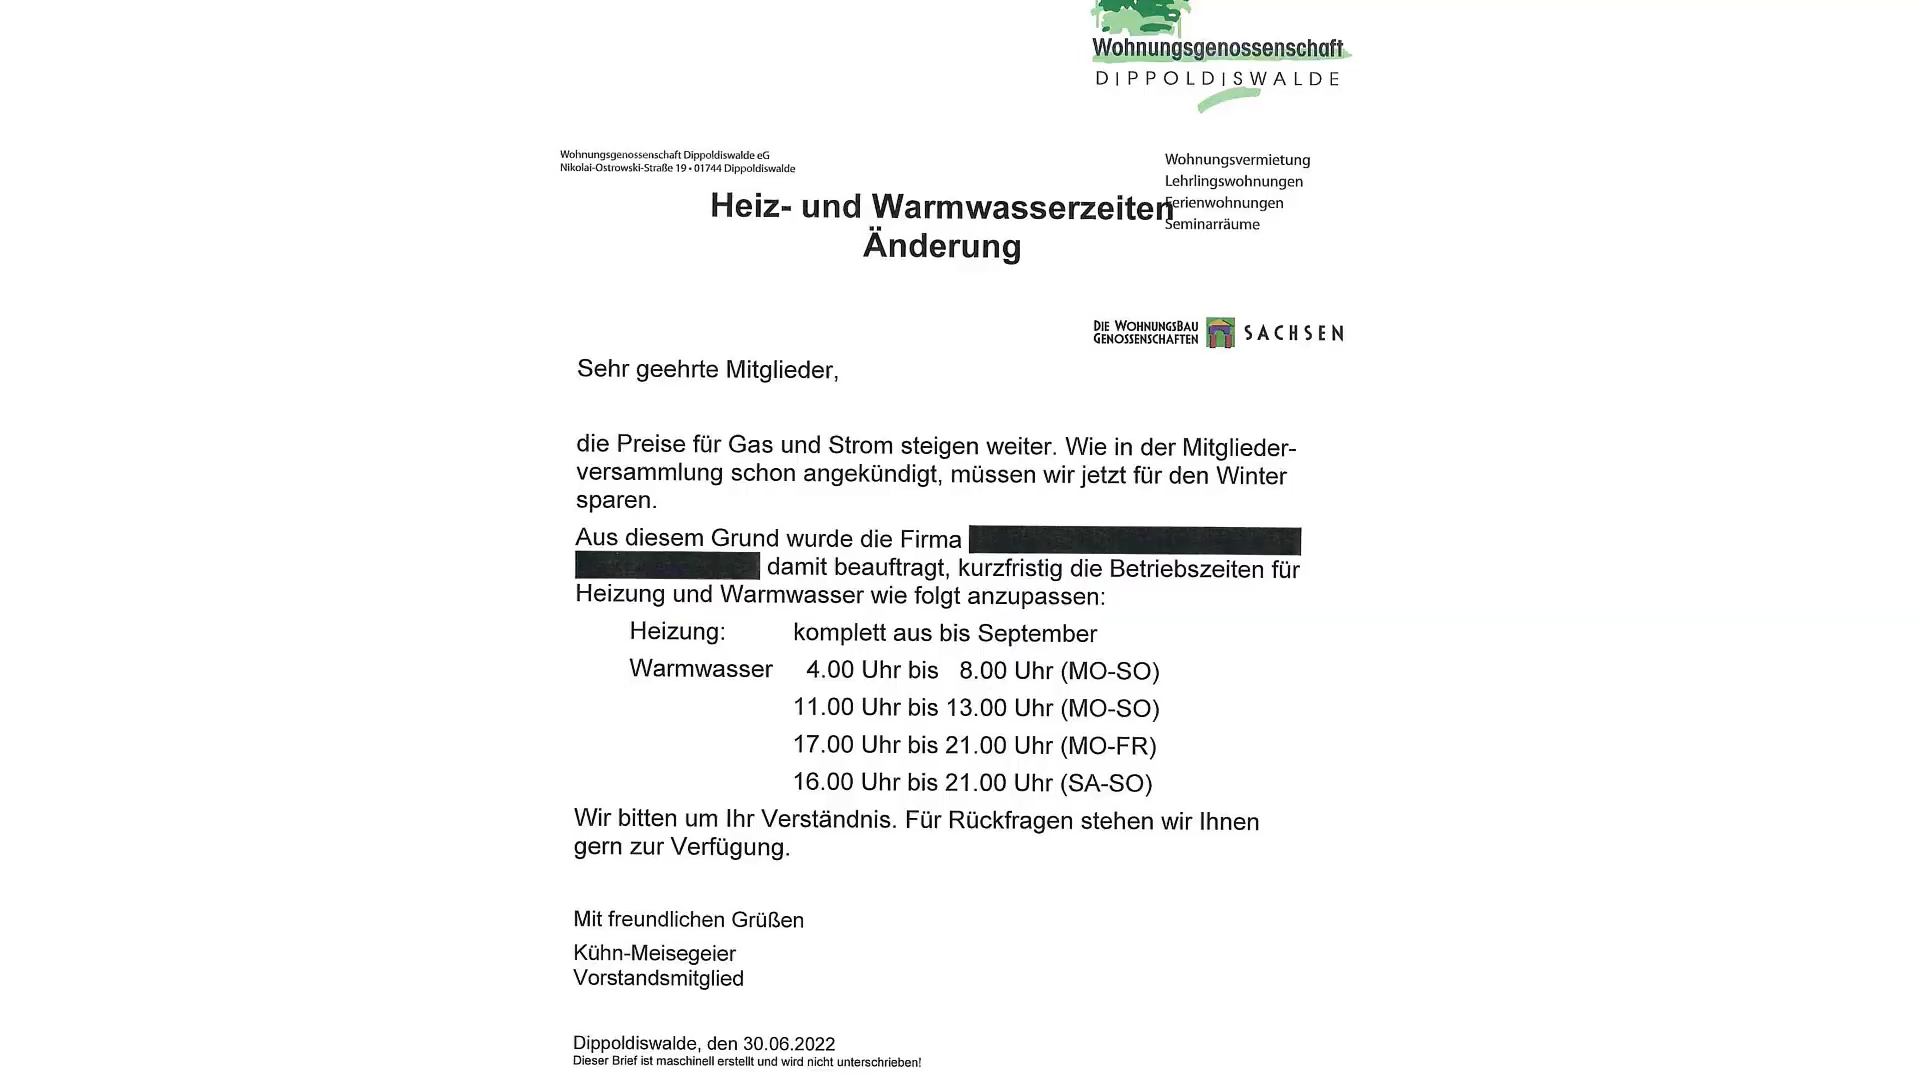 Wohnungsgenossenschaft
DIPPOLDISWALDE
Wohnungsgenossenschaft Dippoldiswalde eG
Nikolai-Ostrowski-Straße 19 • 01744 Dippoldiswalde
Wohnungsvermietung
Lehrlingswohnungen
Ferienwohnungen
Seminarräume
Heiz- und Warmwasserzeiten
Änderung
DIE WOHNUNGSBAU
GENOSSENSCHAFTEN
SACHSEN
Sehr geehrte Mitglieder,
die Preise für Gas und Strom steigen weiter. Wie in der Mitglieder-
versammlung schon angekündigt, müssen wir jetzt für den Winter
sparen.
Aus diesem Grund wurde die Firma
damit beauftragt, kurzfristig die Betriebszeiten für
Heizung und Warmwasser wie folgt anzupassen:
Heizung: komplett aus bis September
Warmwasser 4.00 Uhr bis 8.00 Uhr (MO-SO)
11.00 Uhr bis 13.00 Uhr (MO-SO)
17.00 Uhr bis 21.00 Uhr (MO-FR)
16.00 Uhr bis 21.00 Uhr (SA-SO)
Wir bitten um Ihr Verständnis. Für Rückfragen stehen wir Ihnen
gern zur Verfügung.
Mit freundlichen Grüßen
Kühn-Meisegeier
Vorstandsmitglied
Dippoldiswalde, den 30.06.2022
Dieser Brief ist maschinell erstellt und wird nicht unterschrieben!